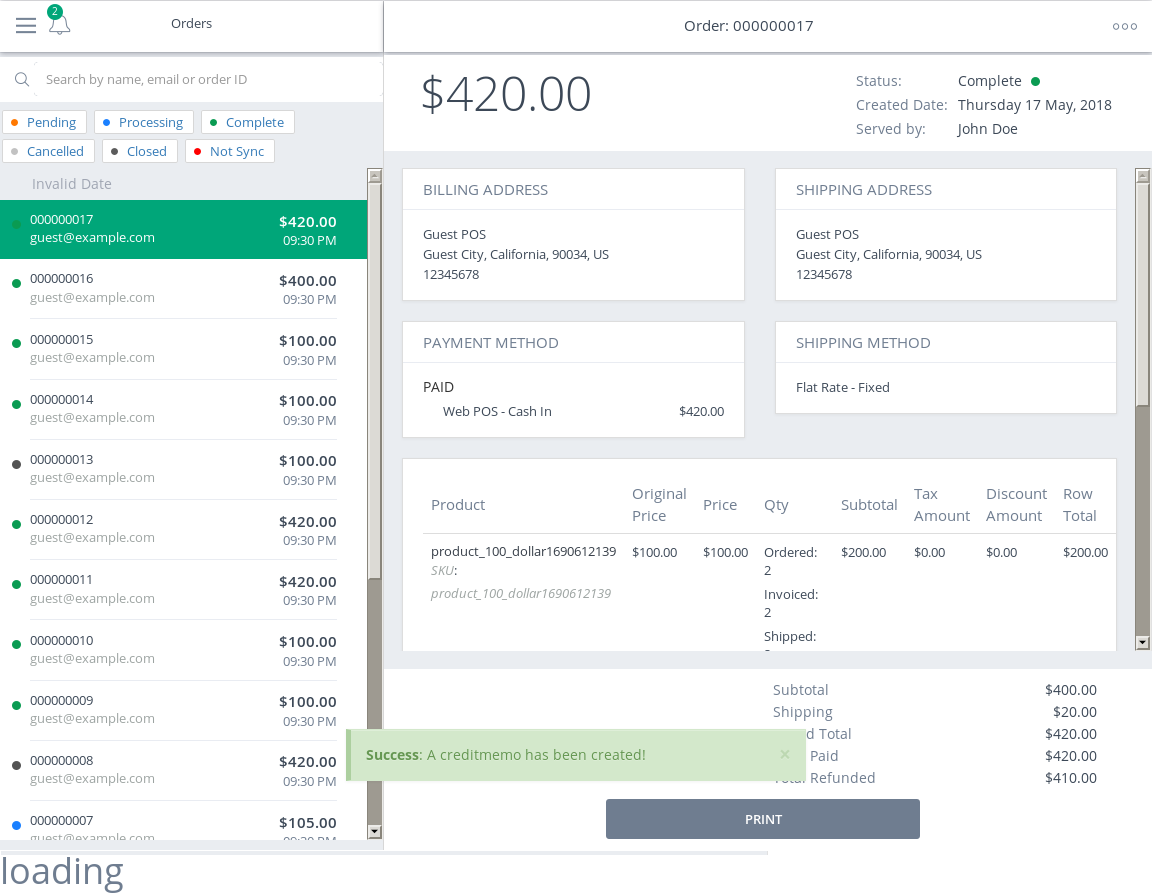 2
Orders
Order: 000000017
Search by name, email or order ID
Pending
Processing
Complete
Cancelled
Closed
Not Sync
Invalid Date
000000017 $420.00
guest@example.com 09:30 PM
000000016 $400.00
guest@example.com 09:30 PM
000000015 $100.00
guest@example.com 09:30 PM
000000014 $100.00
guest@example.com 09:30 PM
000000013 $100.00
guest@example.com 09:30 PM
000000012 $420.00
guest@example.com 09:30 PM
000000011 $420.00
guest@example.com 09:30 PM
000000010 $100.00
guest@example.com 09:30 PM
000000009 $100.00
guest@example.com 09:30 PM
000000008 $420.00
guest@example.com 09:30 PM
000000007 $105.00
guest@example.com 09:30 PM
$420.00
Status: Complete
Created Date: Thursday 17 May, 2018
Served by: John Doe
BILLING ADDRESS
Guest POS
Guest City, California, 90034, US
12345678
SHIPPING ADDRESS
Guest POS
Guest City, California, 90034, US
12345678
PAYMENT METHOD
PAID
Web POS - Cash In $420.00
SHIPPING METHOD
Flat Rate - Fixed
Product Original Price Price Qty Subtotal Tax Amount Discount Amount Row Total
product_100_dollar1690612139 $100.00 $100.00 Ordered: $200.00 $0.00 $0.00 $200.00
SKU: 2
product_100_dollar1690612139 Invoiced:
2
Shipped:
Subtotal $400.00
Shipping $20.00
d Total $420.00
Paid $420.00
Total Refunded $410.00
Success: A creditmemo has been created! ×
PRINT
loading